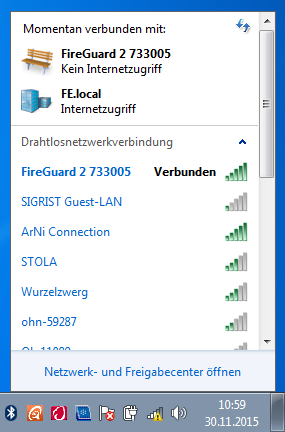 Momentan verbunden mit:
FireGuard 2 733005
Kein Internetzugriff
FE.local
Internetzugriff
Drahtlosnetzwerkverbindung
FireGuard 2 733005 Verbunden
SIGRIST Guest-LAN
ArNi Connection
STOLA
Wurzelzwerg
ohn-59287
Netzwerk- und Freigabecenter öffnen
10:59
30.11.2015